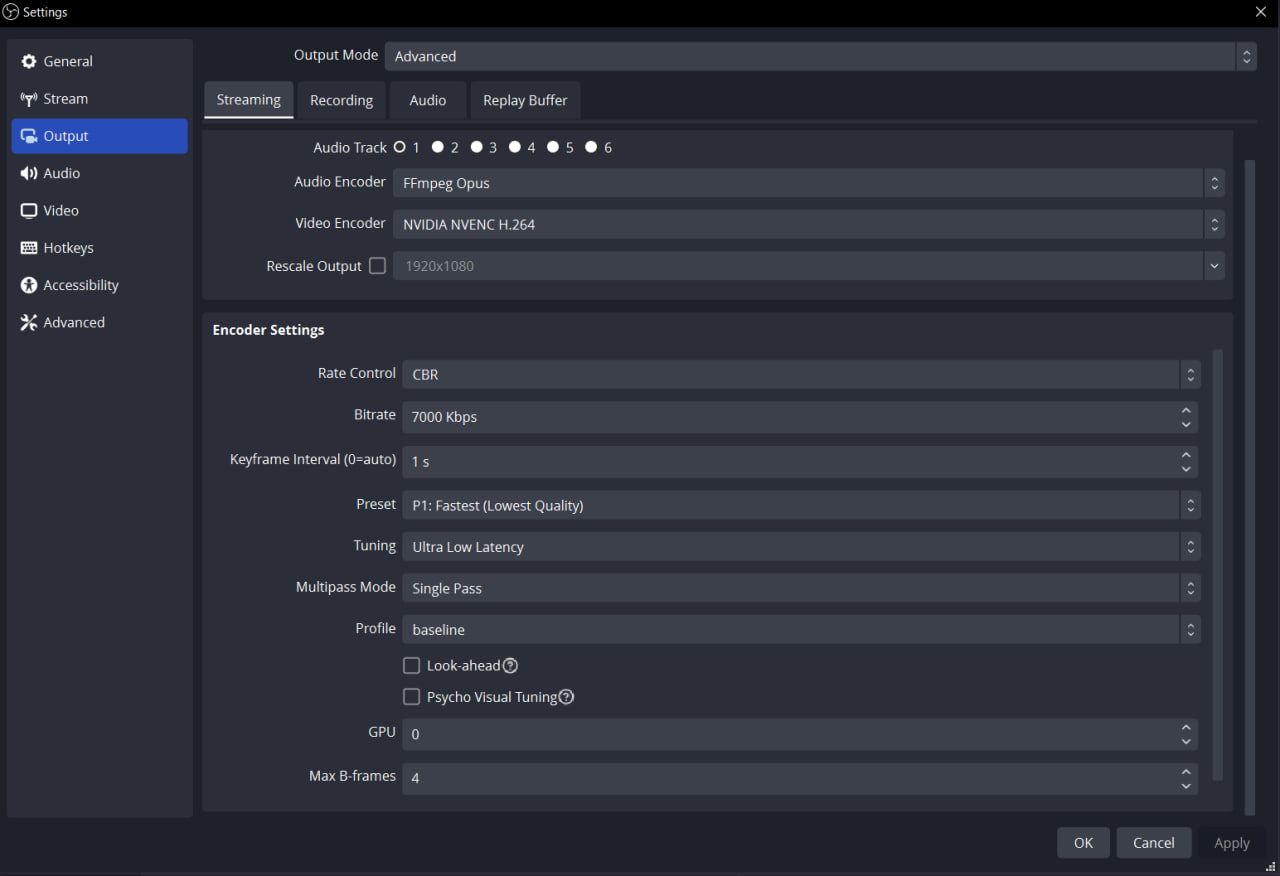 Settings
General
Stream
Output
Audio
Video
Hotkeys
Accessibility
Advanced
Output Mode Advanced
Streaming Recording Audio Replay Buffer
Audio Track 1 2 3 4 5 6
Audio Encoder FFmpeg Opus
Video Encoder NVIDIA NVENC H.264
Rescale Output 1920x1080
Encoder Settings
Rate Control CBR
Bitrate 7000 Kbps
Keyframe Interval (0=auto) 1 s
Preset P1: Fastest (Lowest Quality)
Tuning Ultra Low Latency
Multipass Mode Single Pass
Profile baseline
Look-ahead ?
Psycho Visual Tuning ?
GPU 0
Max B-frames 4
OK Cancel Apply